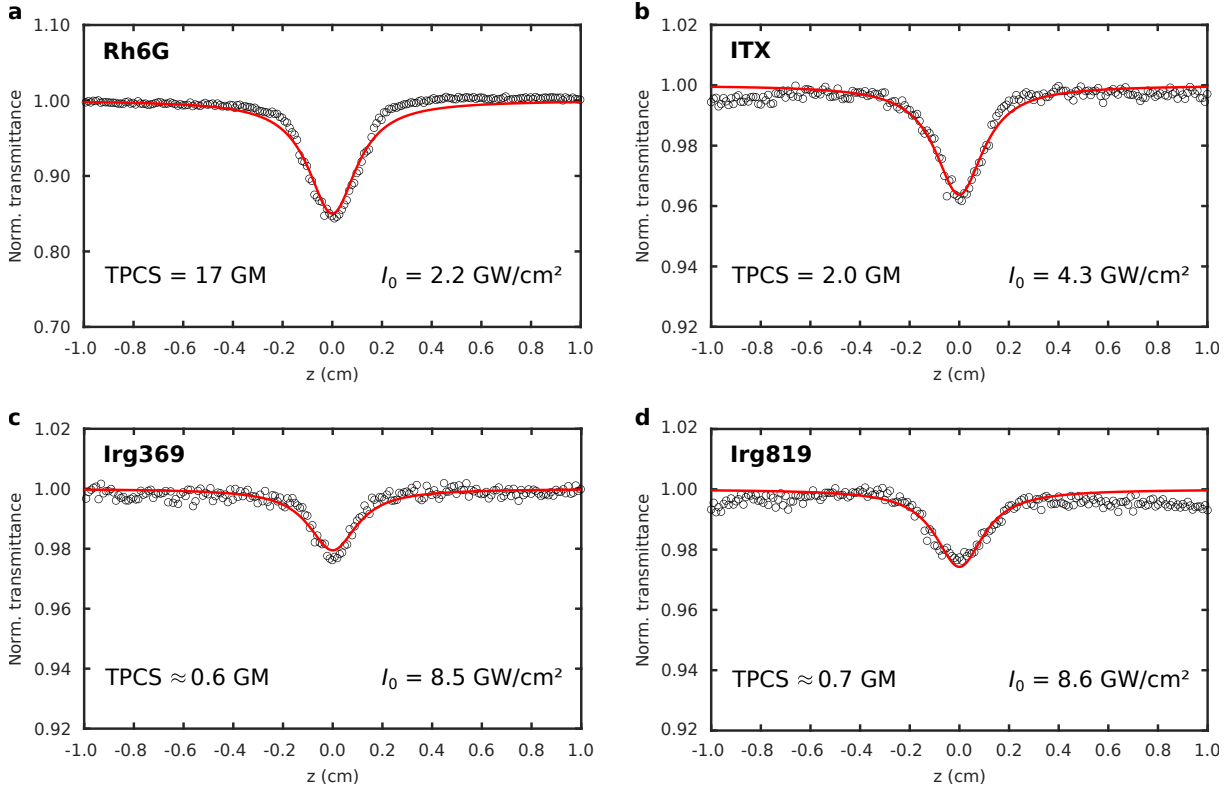 a
Rh6G
Norm. transmittance
1.10
1.00
0.90
0.80
0.70
TPCS = 17 GM
I₀ = 2.2 GW/cm²
-1.0 -0.8 -0.6 -0.4 -0.2 0.0 0.2 0.4 0.6 0.8 1.0
z (cm)
b
ITX
Norm. transmittance
1.02
1.00
0.98
0.96
0.94
0.92
TPCS = 2.0 GM
I₀ = 4.3 GW/cm²
-1.0 -0.8 -0.6 -0.4 -0.2 0.0 0.2 0.4 0.6 0.8 1.0
z (cm)
c
Irg369
Norm. transmittance
1.02
1.00
0.98
0.96
0.94
0.92
TPCS ≈ 0.6 GM
I₀ = 8.5 GW/cm²
-1.0 -0.8 -0.6 -0.4 -0.2 0.0 0.2 0.4 0.6 0.8 1.0
z (cm)
d
Irg819
Norm. transmittance
1.02
1.00
0.98
0.96
0.94
0.92
TPCS ≈ 0.7 GM
I₀ = 8.6 GW/cm²
-1.0 -0.8 -0.6 -0.4 -0.2 0.0 0.2 0.4 0.6 0.8 1.0
z (cm)